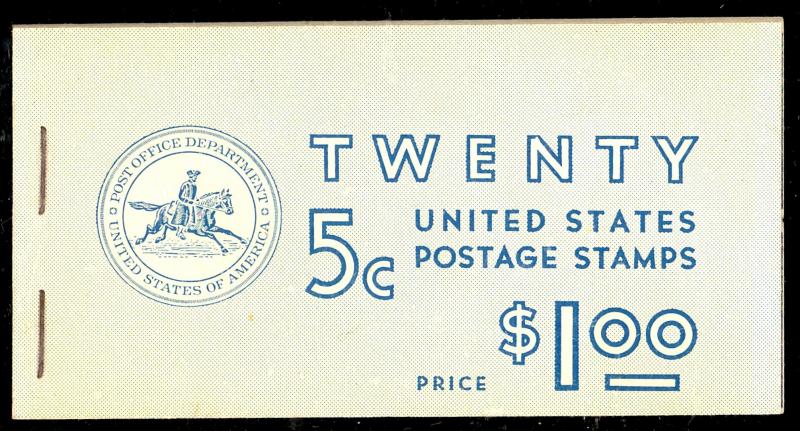 POST OFFICE DEPARTMENT
UNITED STATES OF AMERICA
TWENTY
5c UNITED STATES
POSTAGE STAMPS
PRICE $1.00